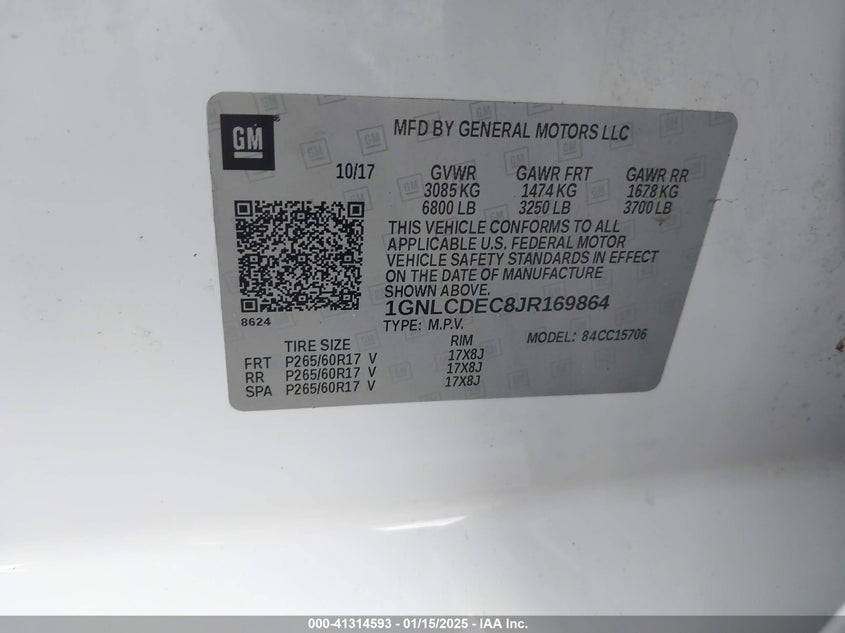 GM
MFD BY GENERAL MOTORS LLC
10/17 GVWR GAWR FRT GAWR RR
3085 KG 1474 KG 1678 KG
6800 LB 3250 LB 3700 LB
THIS VEHICLE CONFORMS TO ALL
APPLICABLE U.S. FEDERAL MOTOR
VEHICLE SAFETY STANDARDS IN EFFECT
ON THE DATE OF MANUFACTURE
SHOWN ABOVE.
1GNLCDEC8JR169864
8624
TYPE: M.P.V. MODEL: 84CC15706
TIRE SIZE RIM
FRT P265/60R17 V 17X8J
RR P265/60R17 V 17X8J
SPA P265/60R17 V 17X8J
000-41314593 - 01/15/2025 - IAA Inc.